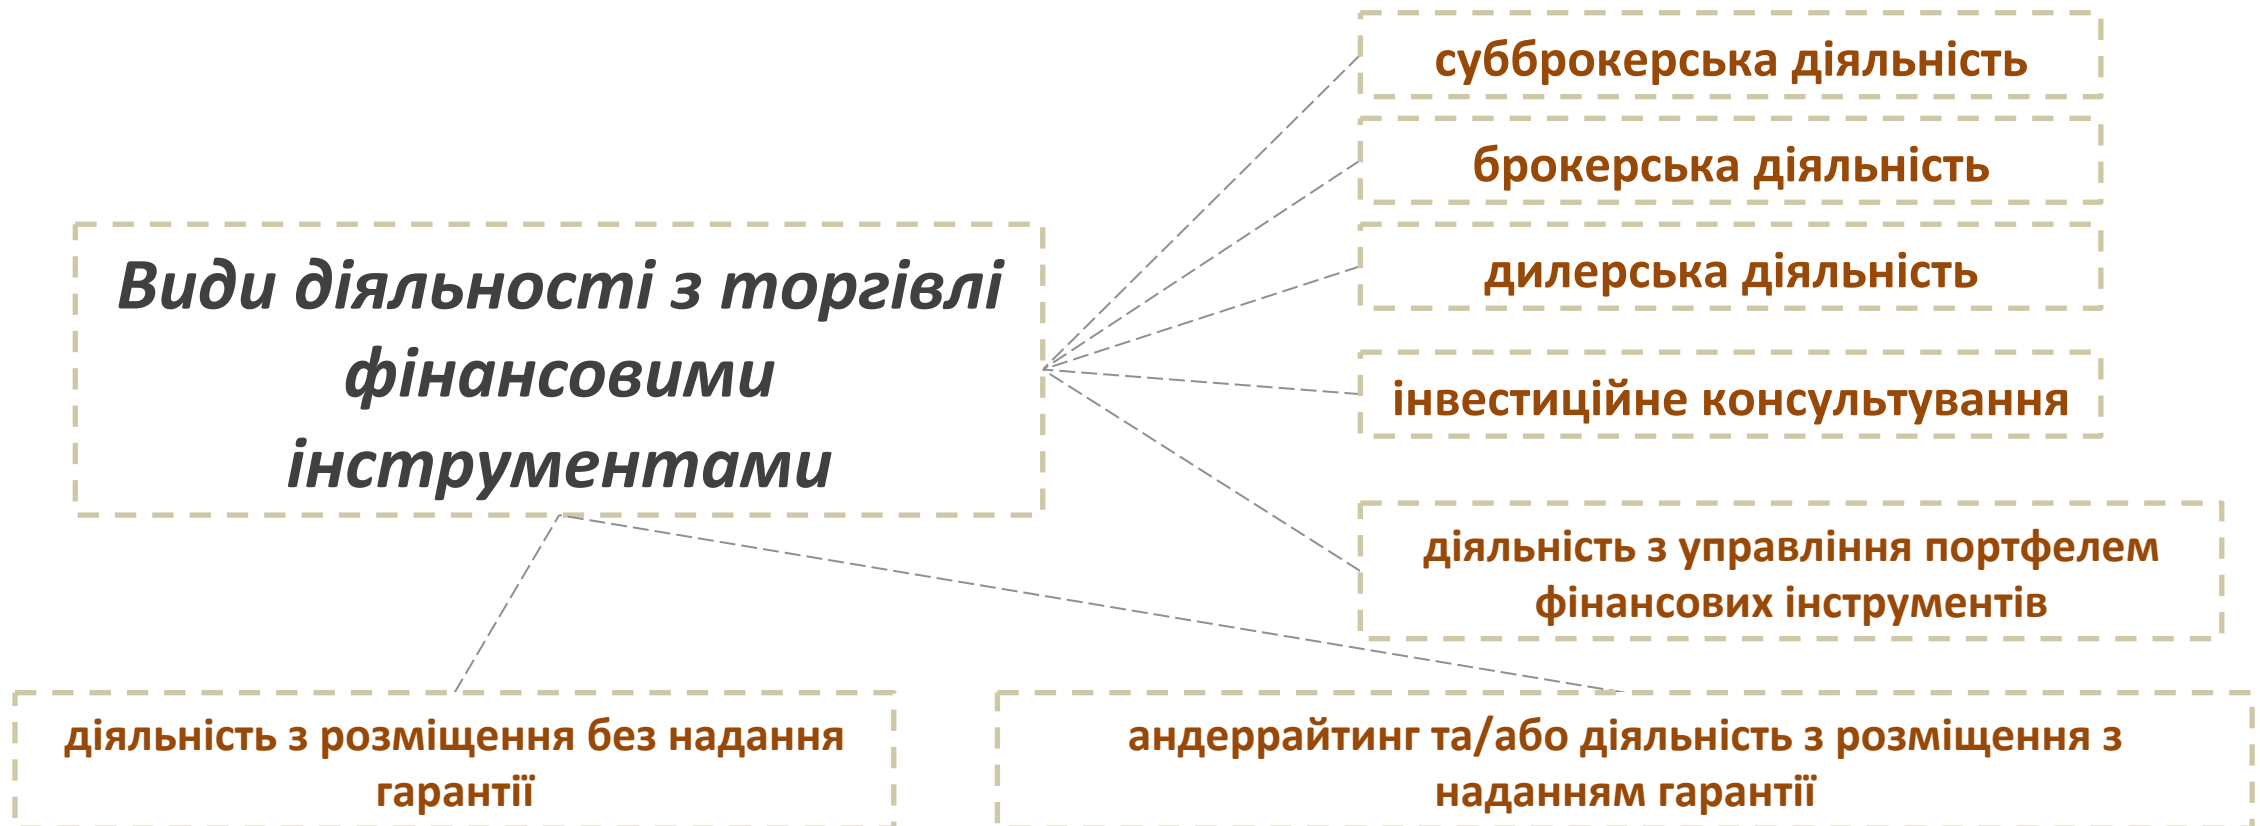 субброкерська діяльність
брокерська діяльність
дилерська діяльність
Види діяльності з торгівлі
фінансовими
інструментами
інвестиційне консультування
діяльність з управління портфелем
фінансових інструментів
діяльність з розміщення без надання
гарантії
андеррайтинг та/або діяльність з розміщення з
наданням гарантії